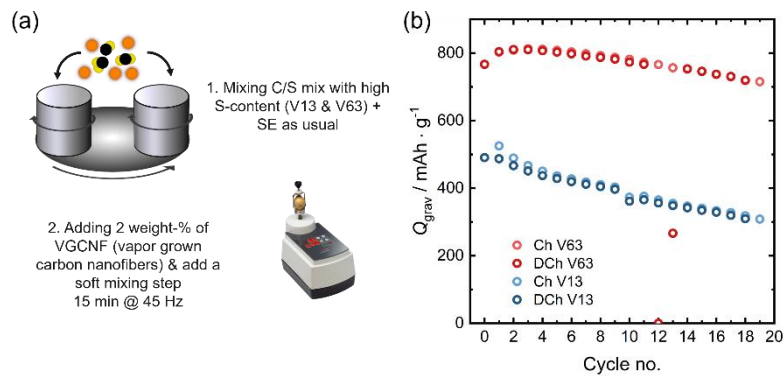 (a)
1. Mixing C/S mix with high
S-content (V13 & V63) +
SE as usual
2. Adding 2 weight-% of
VGCNF (vapor grown
carbon nanofibers) & add a
soft mixing step
15 min @ 45 Hz
(b)
Qgrav / mAh · g-1
800
600
400
200
0
Ch V63
DCh V63
Ch V13
DCh V13
0 2 4 6 8 10 12 14 16 18 20
Cycle no.